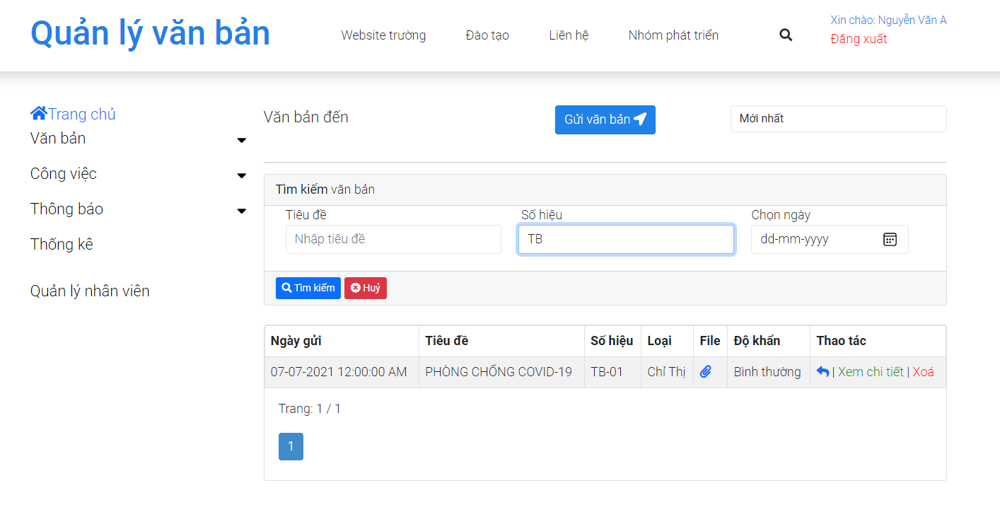 Quản lý văn bản
Website trường Đào tạo Liên hệ Nhóm phát triển
Xin chào: Nguyễn Văn A
Đăng xuất
Trang chủ
Văn bản
Công việc
Thông báo
Thống kê
Quản lý nhân viên
Văn bản đến Gửi văn bản Mới nhất
Tìm kiếm văn bản
Tiêu đề Số hiệu Chọn ngày
Nhập tiêu đề TB dd-mm-yyyy
Tìm kiếm Huỷ
Ngày gửi Tiêu đề Số hiệu Loại File Độ khẩn Thao tác
07-07-2021 12:00:00 AM PHÒNG CHỐNG COVID-19 TB-01 Chỉ Thị Bình thường | Xem chi tiết | Xoá
Trang: 1 / 1
1